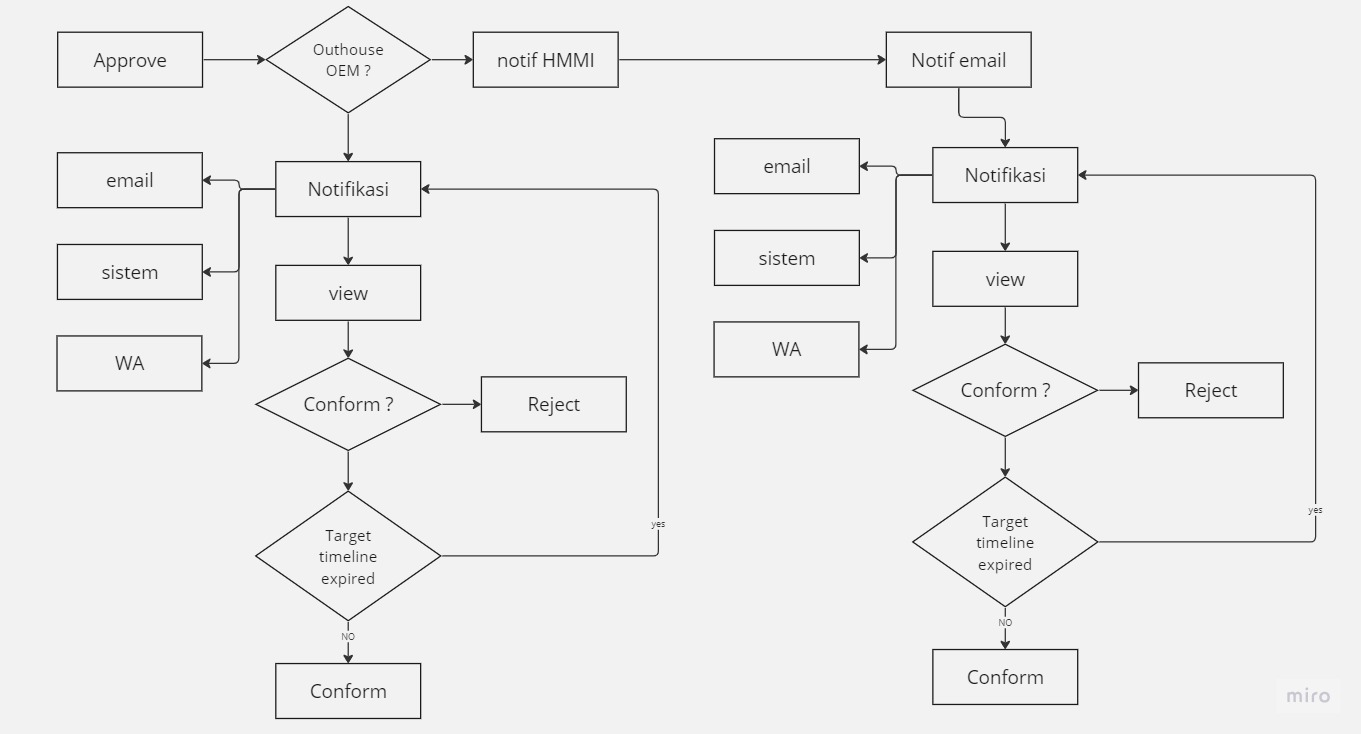 Approve
Outhouse
OEM ?
notif HMMI
Notif email
email
Notifikasi
sistem
view
WA
Conform ?
Reject
Target
timeline
expired
yes
NO
Conform
email
Notifikasi
sistem
view
WA
Conform ?
Reject
Target
timeline
expired
yes
NO
Conform
miro